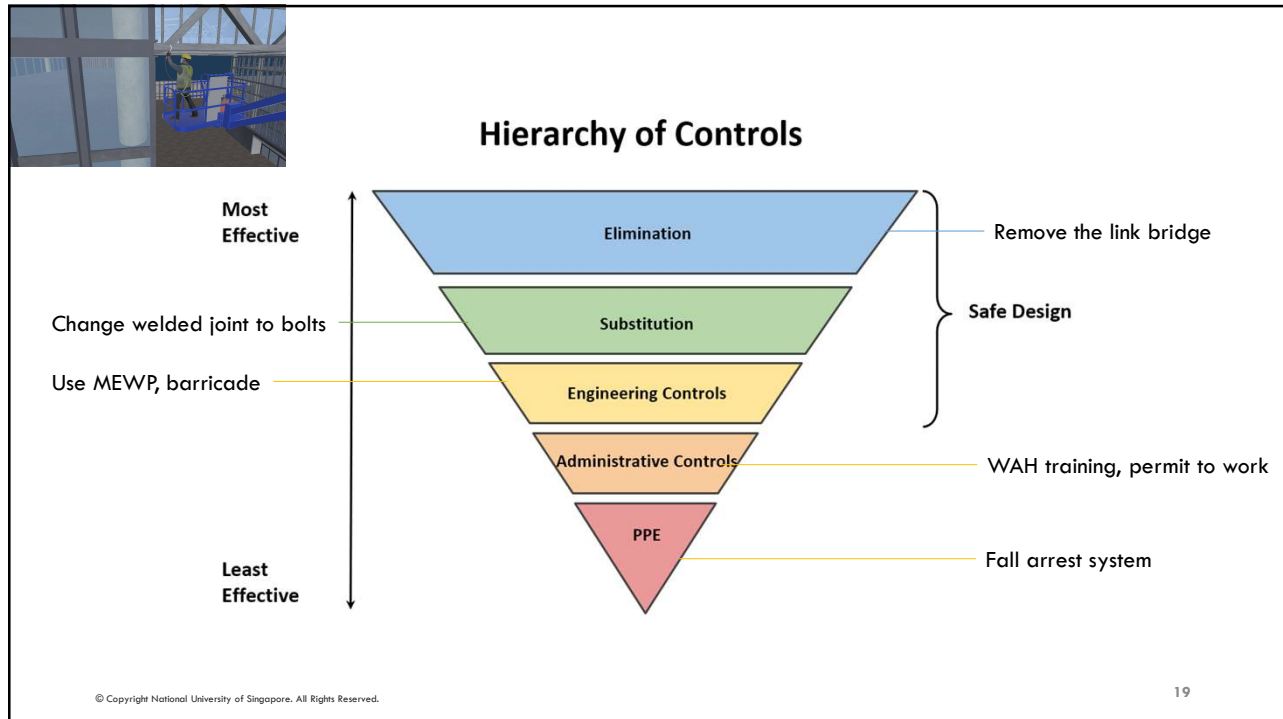 Hierarchy of Controls
Most
Effective
Elimination
Remove the link bridge
Safe Design
Change welded joint to bolts
Substitution
Use MEWP, barricade
Engineering Controls
Administrative Controls
WAH training, permit to work
PPE
Fall arrest system
Least
Effective
© Copyright National University of Singapore. All Rights Reserved.
19